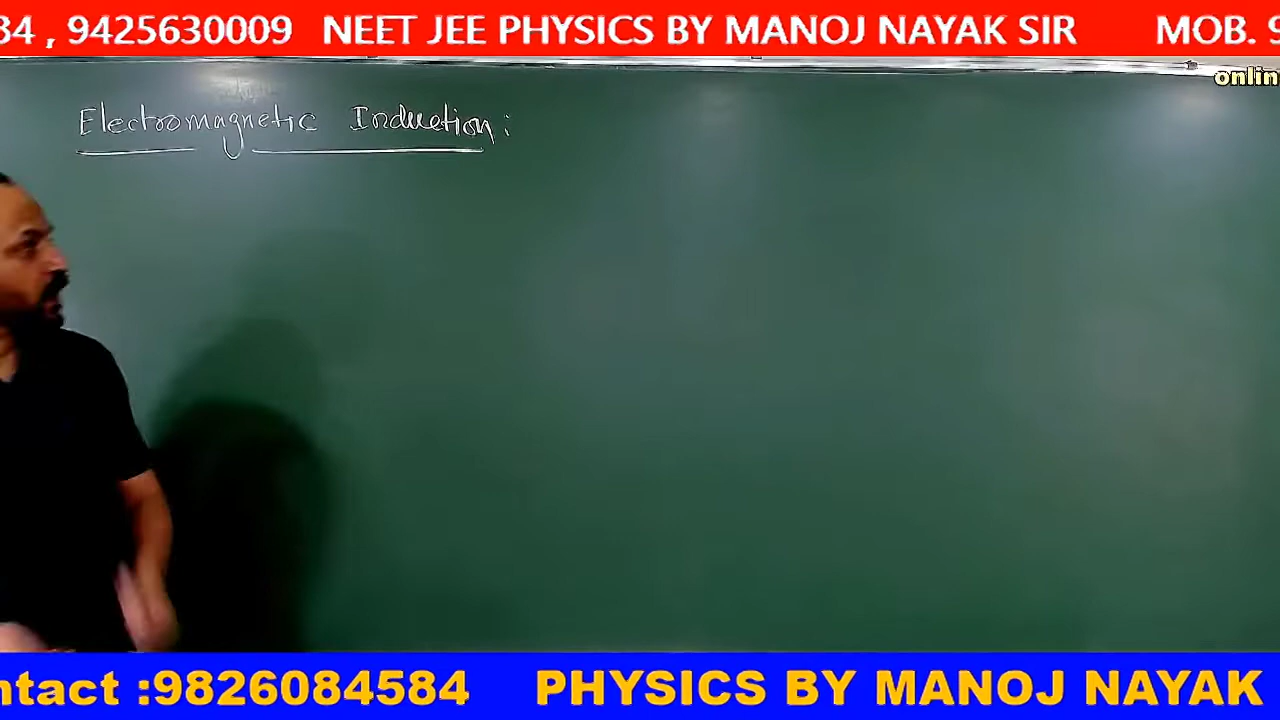 34 , 9425630009 NEET JEE PHYSICS BY MANOJ NAYAK SIR MOB. 9
onlin
Electromagnetic Induction :
ntact :9826084584 PHYSICS BY MANOJ NAYAK